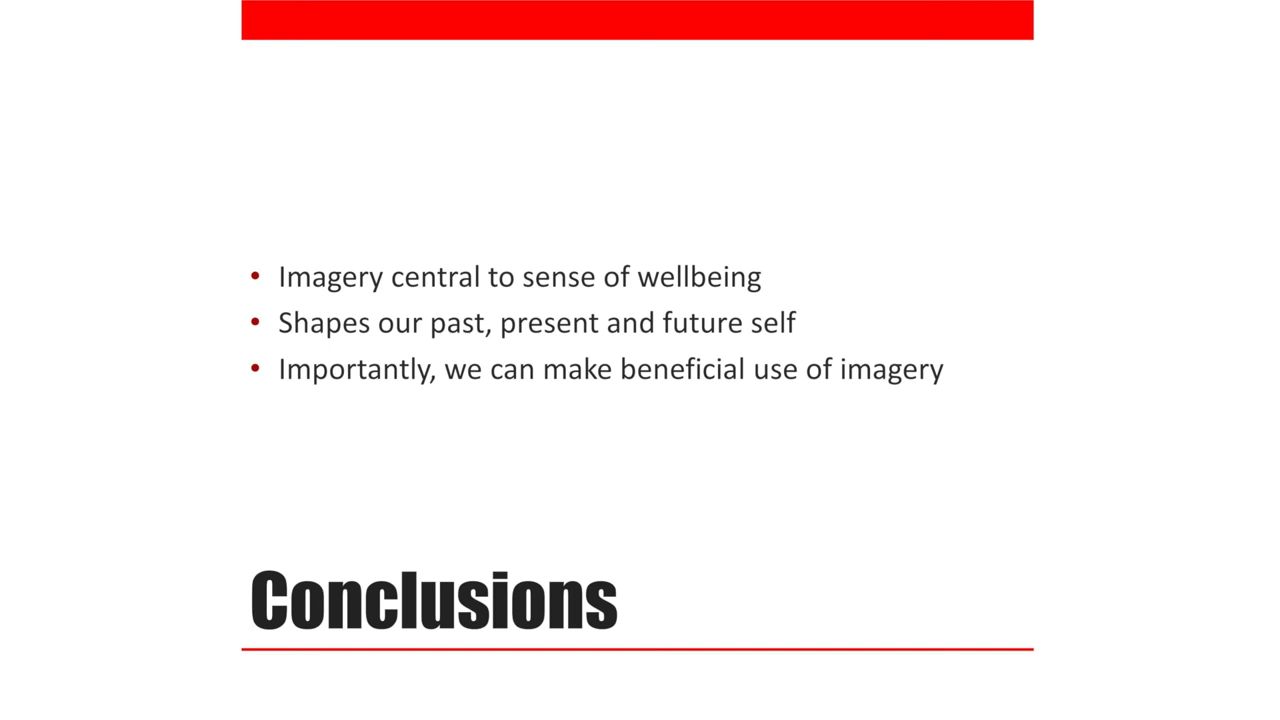 • Imagery central to sense of wellbeing
• Shapes our past, present and future self
• Importantly, we can make beneficial use of imagery
Conclusions